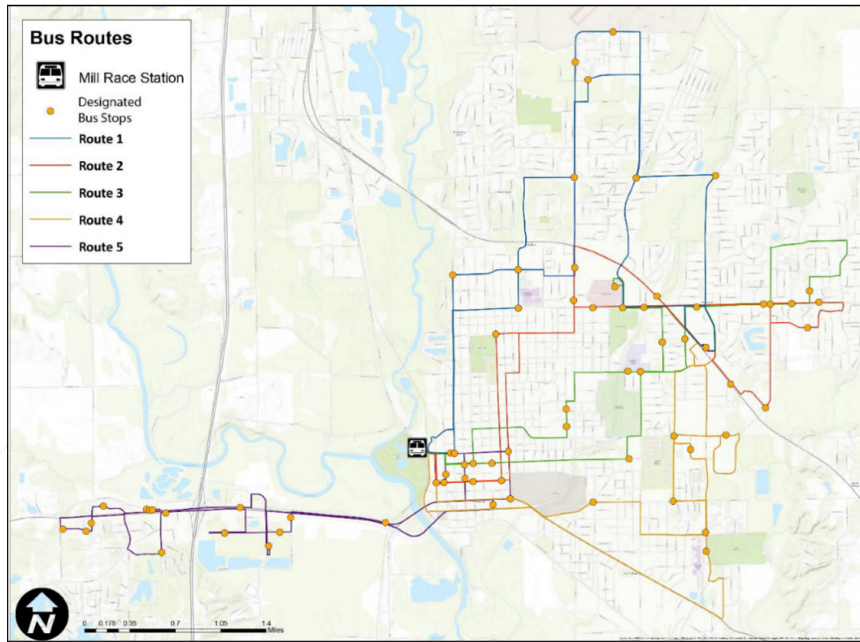 Bus Routes
Mill Race Station
Designated
Bus Stops
Route 1
Route 2
Route 3
Route 4
Route 5
N
0 0.175 0.35 0.7 1.05 1.4
Miles